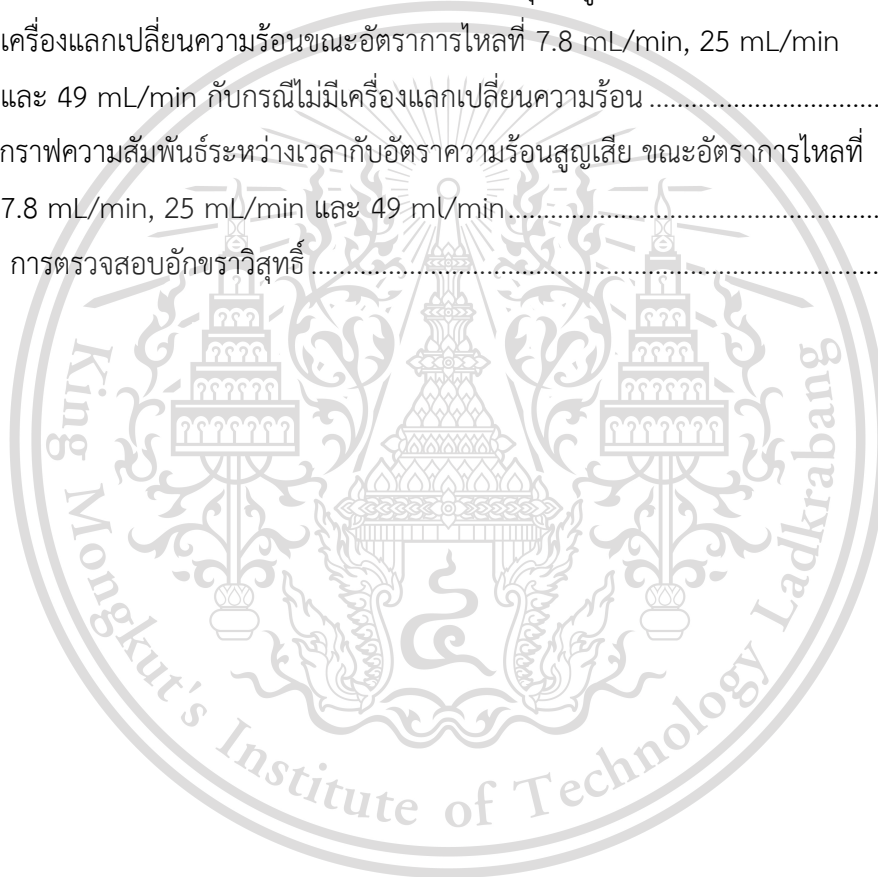 เครื่องแลกเปลี่ยนความร้อนขณะอัตราการไหลที่ 7.8 mL/min, 25 mL/min
และ 49 mL/min กับกรณีไม่มีเครื่องแลกเปลี่ยนความร้อน ....................................
กราฟความสัมพันธ์ระหว่างเวลากับอัตราความร้อนสูญเสีย ขณะอัตราการไหลที่
7.8 mL/min, 25 mL/min และ 49 ml/min..........................................................
การตรวจสอบอักขราวิสุทธิ์ ...................................................................................
King Mongkut's Institute of Technology Ladkrabang